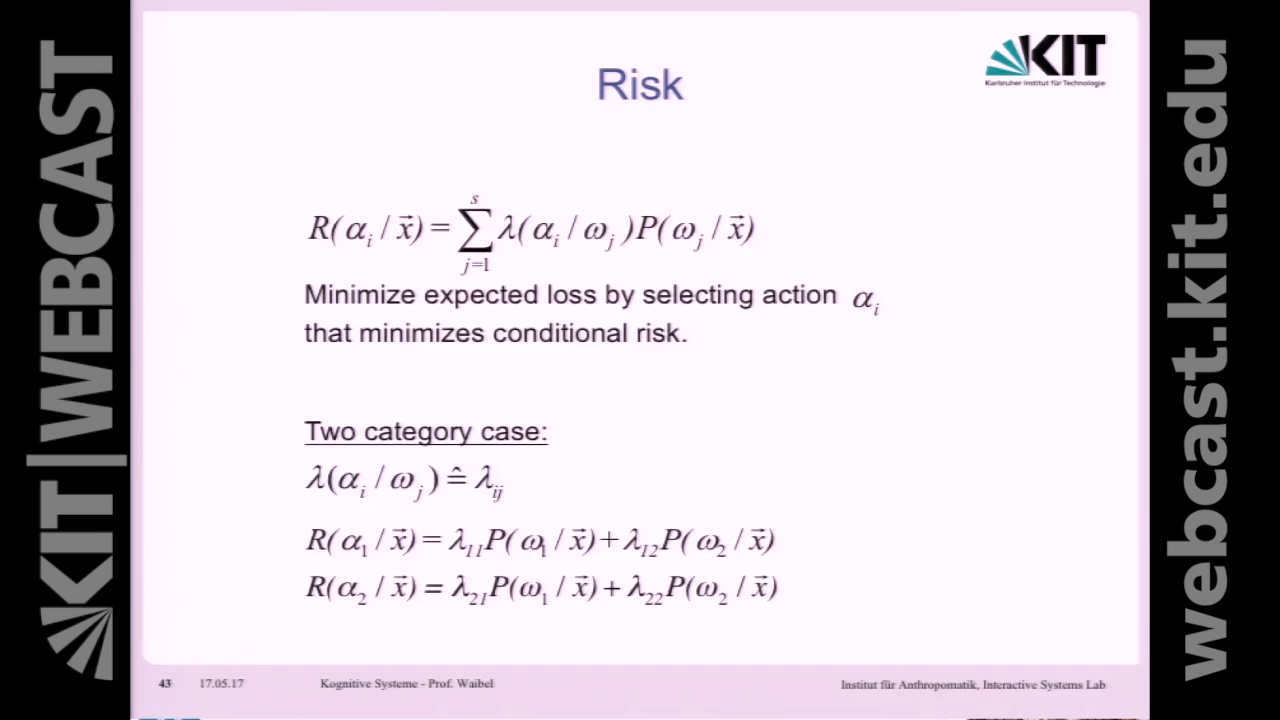 KIT|WEBCAST
KIT
Karlsruher Institut für Technologie
Risk
R(α_i / x⃗) = ∑_{j=1}^{s} λ(α_i / ω_j) P(ω_j / x⃗)
Minimize expected loss by selecting action α_i
that minimizes conditional risk.
Two category case:
λ(α_i / ω_j) ≙ λ_ij
R(α_1 / x⃗) = λ_11 P(ω_1 / x⃗) + λ_12 P(ω_2 / x⃗)
R(α_2 / x⃗) = λ_21 P(ω_1 / x⃗) + λ_22 P(ω_2 / x⃗)
43 17.05.17 Kognitive Systeme - Prof. Waibel Institut für Anthropomatik, Interactive Systems Lab
webcast.kit.edu